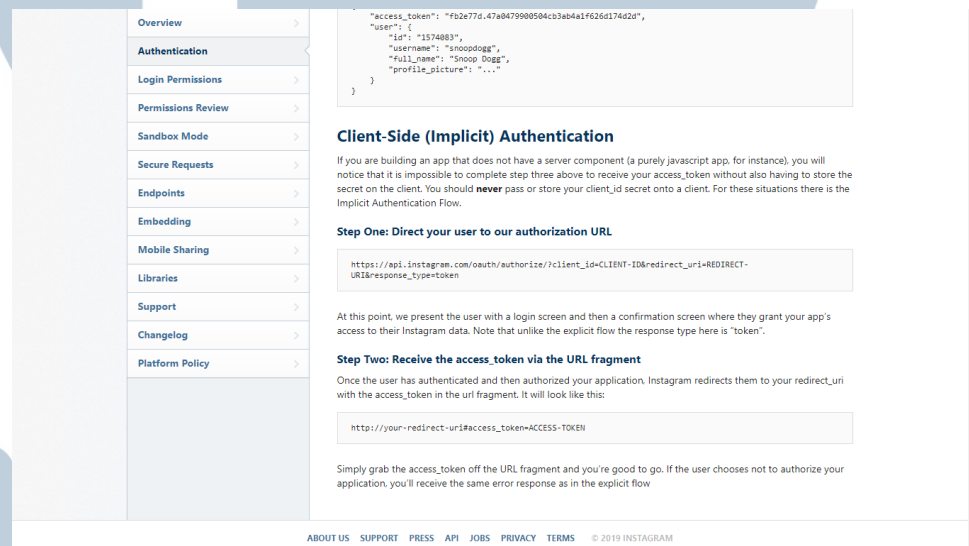 Overview
Authentication
Login Permissions
Permissions Review
Sandbox Mode
Secure Requests
Endpoints
Embedding
Mobile Sharing
Libraries
Support
Changelog
Platform Policy
"access_token": "fb2e77d.47a0479900504cb3ab4a1f626d174d2d",
"user": {
"id": "1574083",
"username": "snoopdogg",
"full_name": "Snoop Dogg",
"profile_picture": "..."
}
}
Client-Side (Implicit) Authentication
If you are building an app that does not have a server component (a purely javascript app, for instance), you will
notice that it is impossible to complete step three above to receive your access_token without also having to store the
secret on the client. You should never pass or store your client_id secret onto a client. For these situations there is the
Implicit Authentication Flow.
Step One: Direct your user to our authorization URL
https://api.instagram.com/oauth/authorize/?client_id=CLIENT-ID&redirect_uri=REDIRECT-
URI&response_type=token
At this point, we present the user with a login screen and then a confirmation screen where they grant your app's
access to their Instagram data. Note that unlike the explicit flow the response type here is "token".
Step Two: Receive the access_token via the URL fragment
Once the user has authenticated and then authorized your application, Instagram redirects them to your redirect_uri
with the access_token in the url fragment. It will look like this:
http://your-redirect-uri#access_token=ACCESS-TOKEN
Simply grab the access_token off the URL fragment and you're good to go. If the user chooses not to authorize your
application, you'll receive the same error response as in the explicit flow
ABOUT US SUPPORT PRESS API JOBS PRIVACY TERMS © 2019 INSTAGRAM